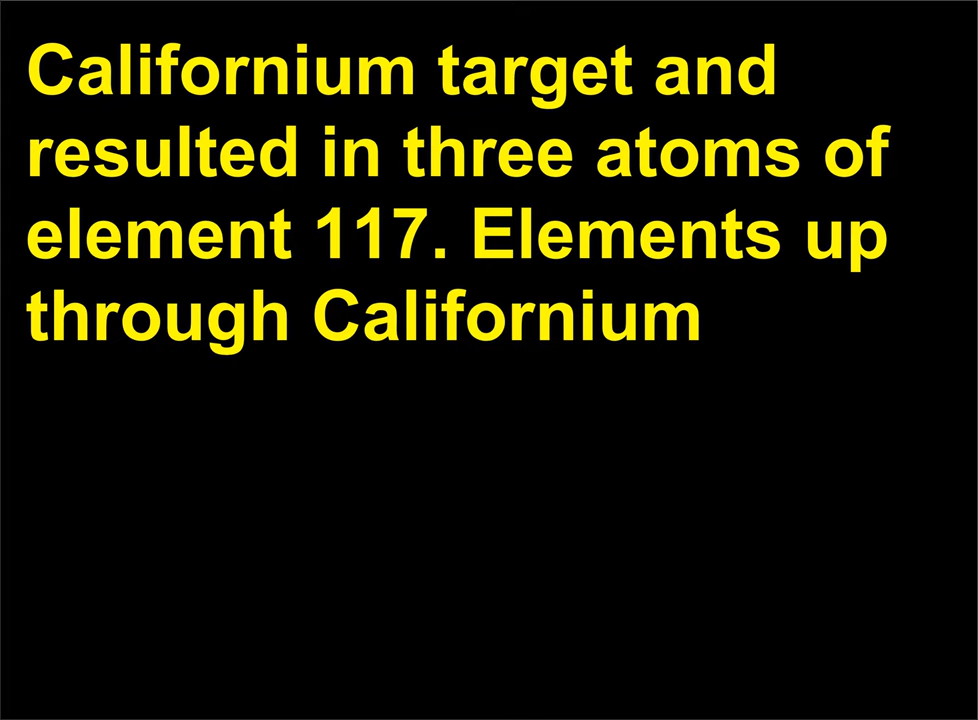 Californium target and
resulted in three atoms of
element 117. Elements up
through Californium